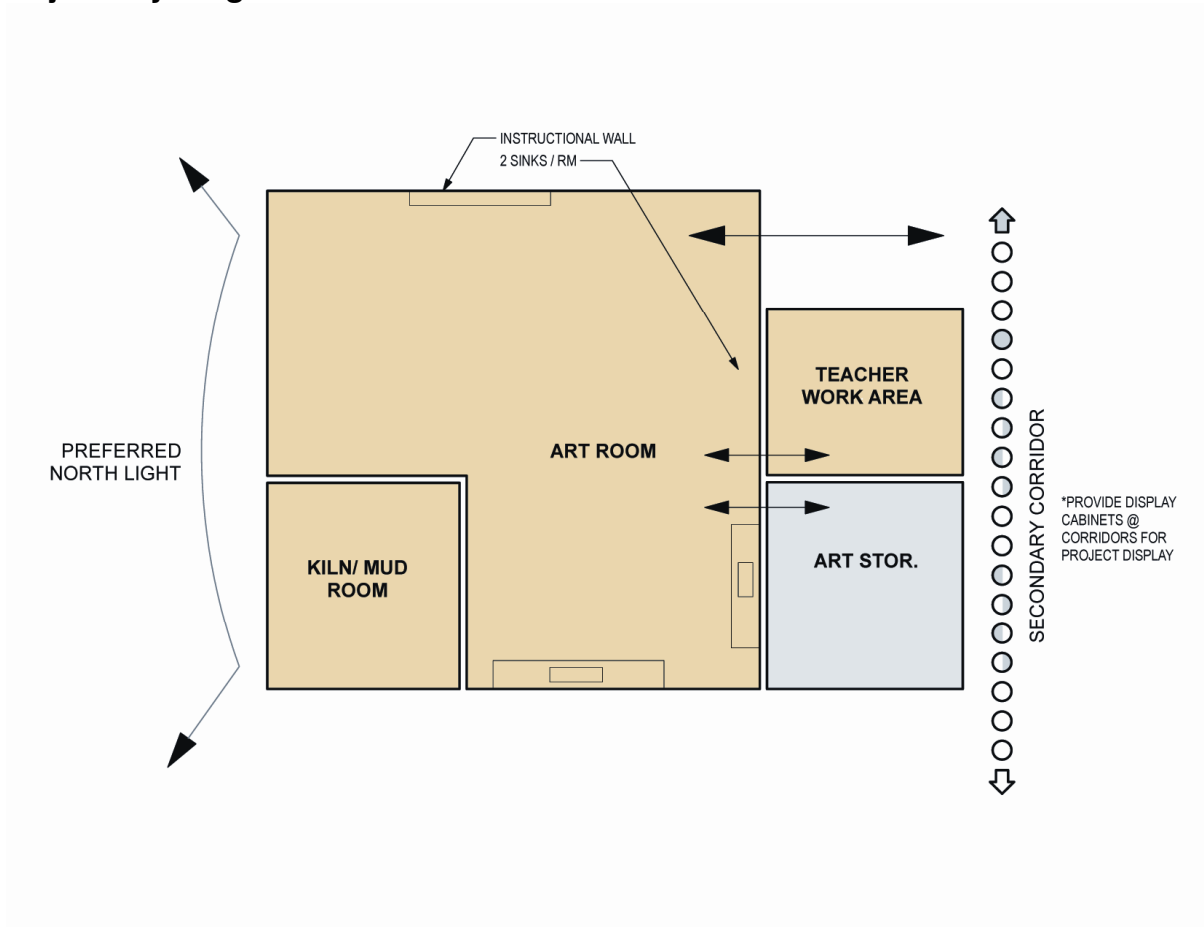 INSTRUCTIONAL WALL
2 SINKS / RM
TEACHER
WORK AREA
PREFERRED
NORTH LIGHT
ART ROOM
KILN/ MUD
ROOM
ART STOR.
SECONDARY CORRIDOR
*PROVIDE DISPLAY
CABINETS @
CORRIDORS FOR
PROJECT DISPLAY